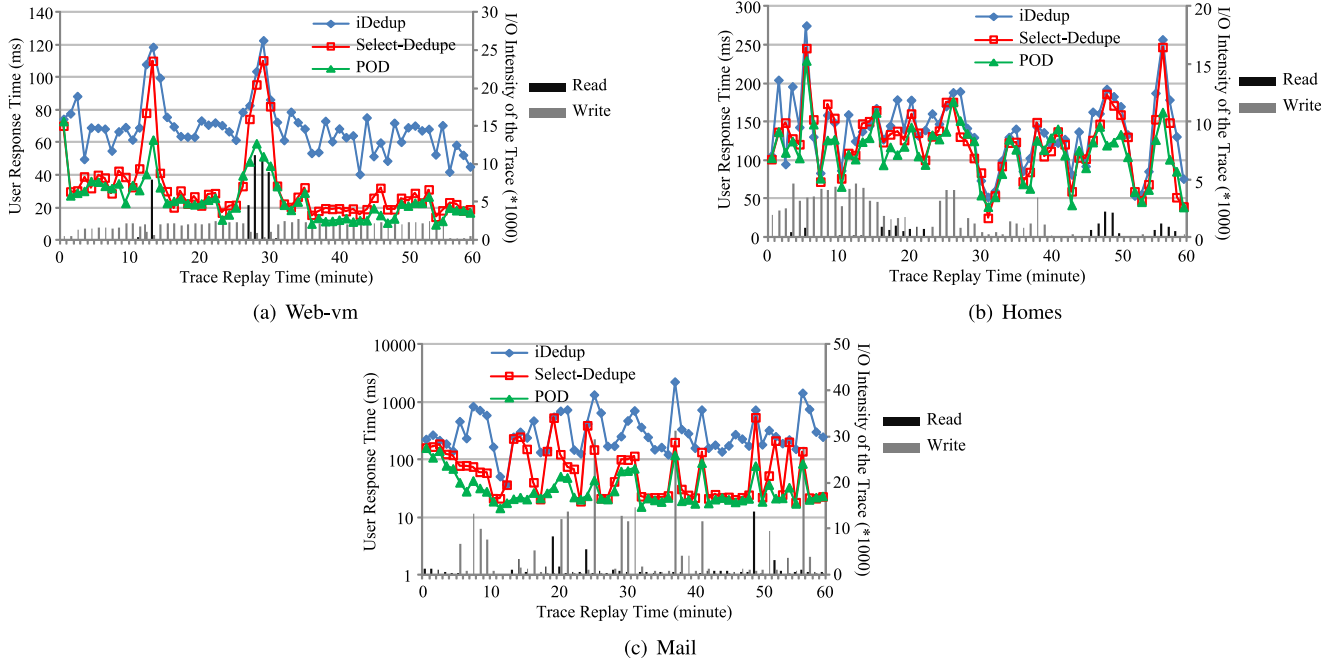 140
120
100
80
60
40
20
0
User Response Time (ms)
iDedup
Select-Dedupe
POD
30
25
20
15
10
5
0
I/O Intensity of the Trace (*1000)
Read
Write
0 10 20 30 40 50 60
Trace Replay Time (minute)
(a) Web-vm
300
250
200
150
100
50
0
User Response Time (ms)
iDedup
Select-Dedupe
POD
20
15
10
5
0
I/O Intensity of the Trace (*1000)
Read
Write
0 10 20 30 40 50 60
Trace Replay Time (minute)
(b) Homes
10000
1000
100
10
1
User Response Time (ms)
iDedup
Select-Dedupe
POD
50
40
30
20
10
0
I/O Intensity of the Trace (*1000)
Read
Write
0 10 20 30 40 50 60
Trace Replay Time (minute)
(c) Mail